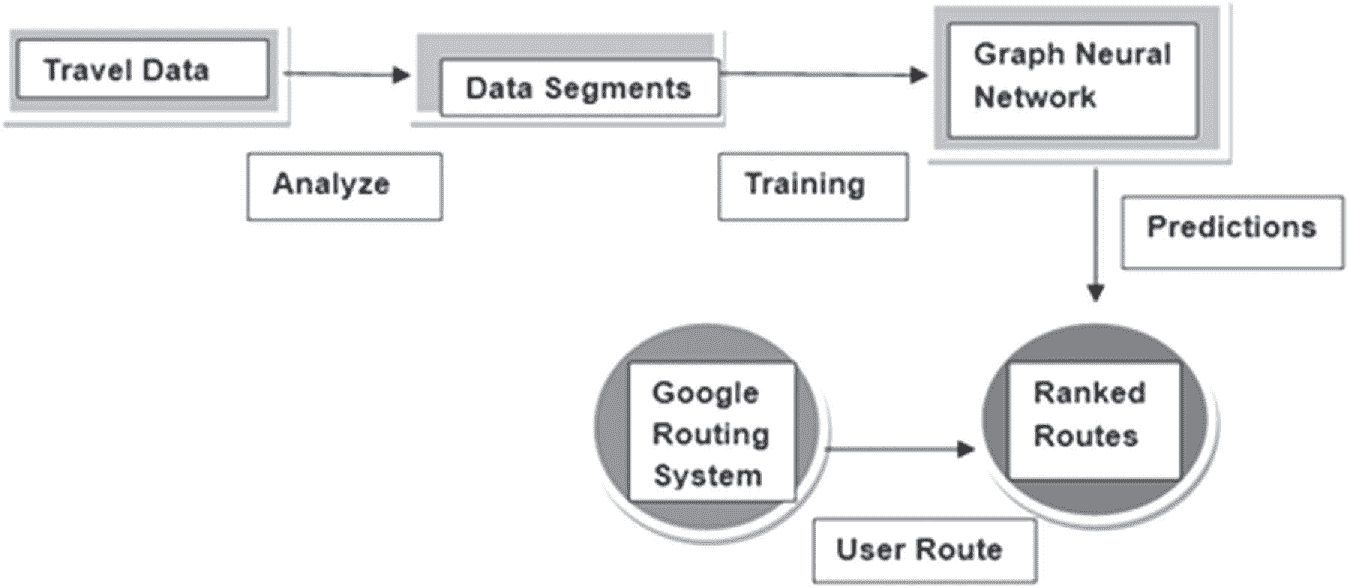 Travel Data
Data Segments
Graph Neural
Network
Analyze
Training
Predictions
Google
Routing
System
Ranked
Routes
User Route